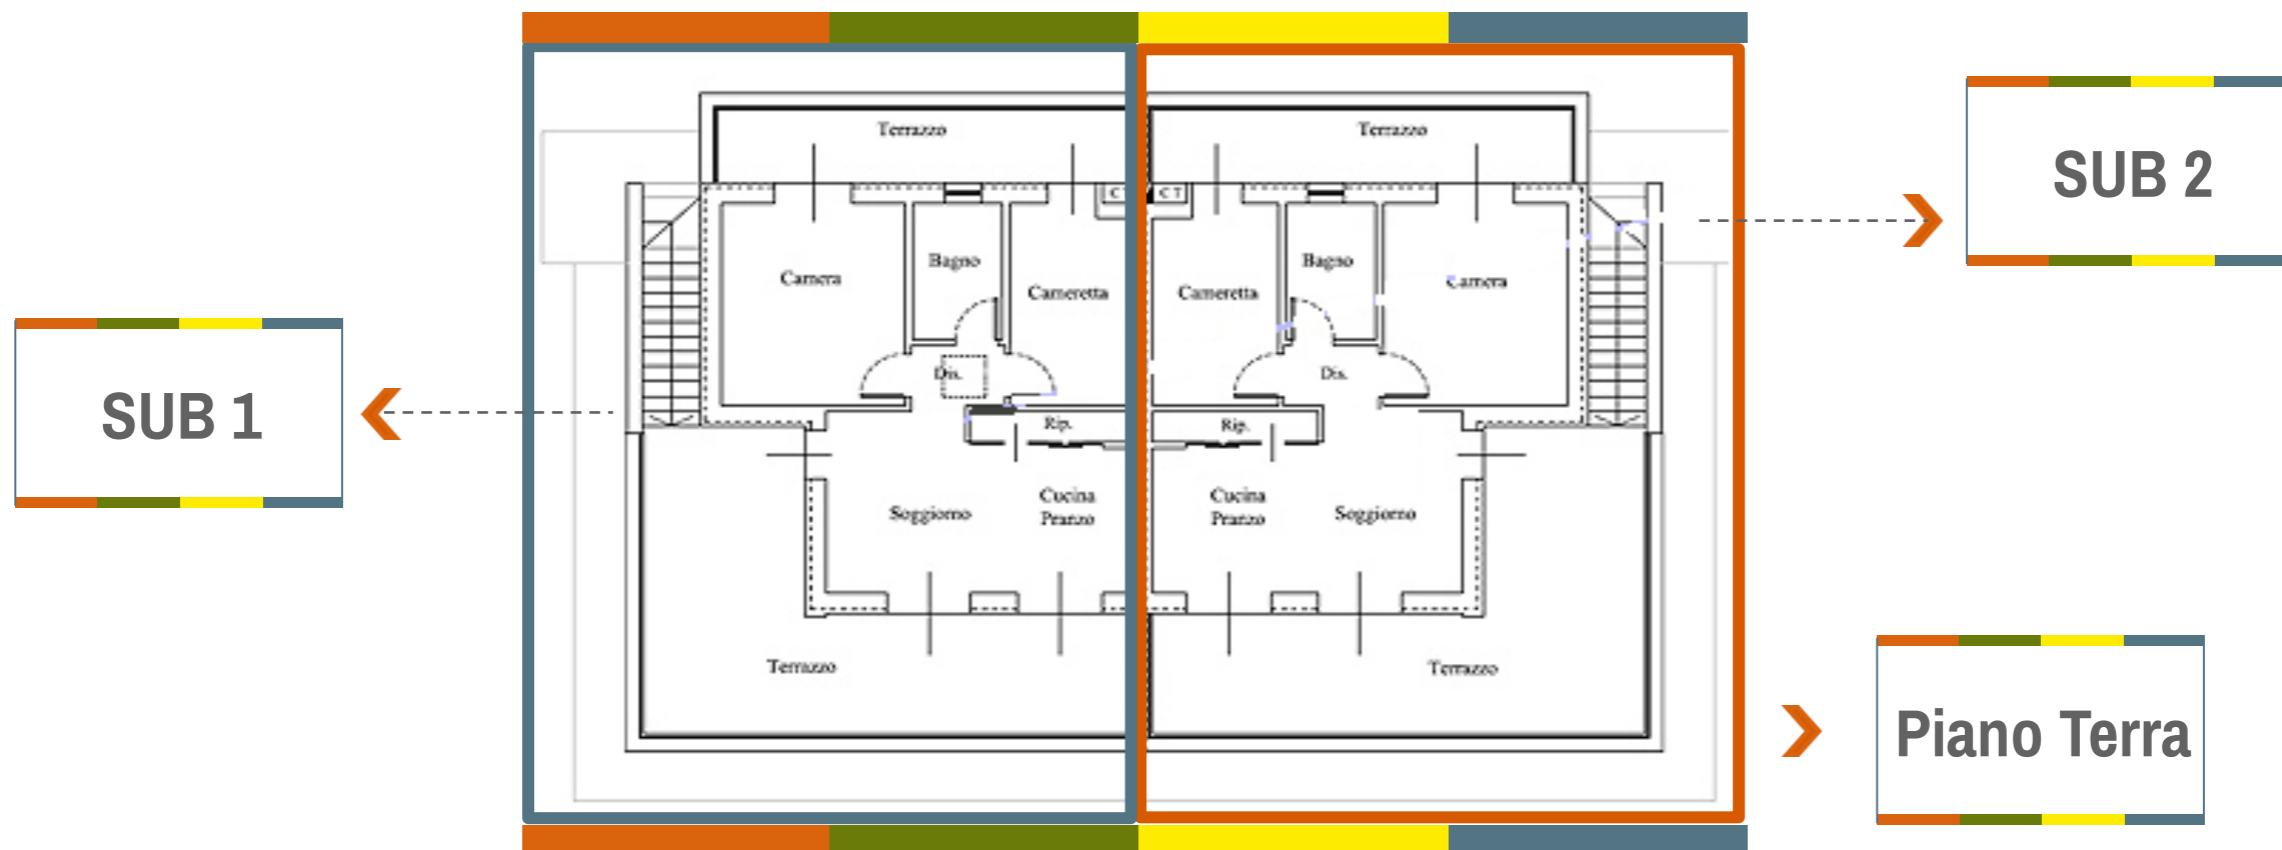 Terrazzo
Terrazzo
SUB 2
C T
Bagno
Bagno
Camera
Camera
Cameretta
Cameretta
Dis.
Dis.
SUB 1
Rip.
Rip.
Cucina
Pranzo
Cucina
Pranzo
Soggiorno
Soggiorno
Terrazzo
Terrazzo
Piano Terra